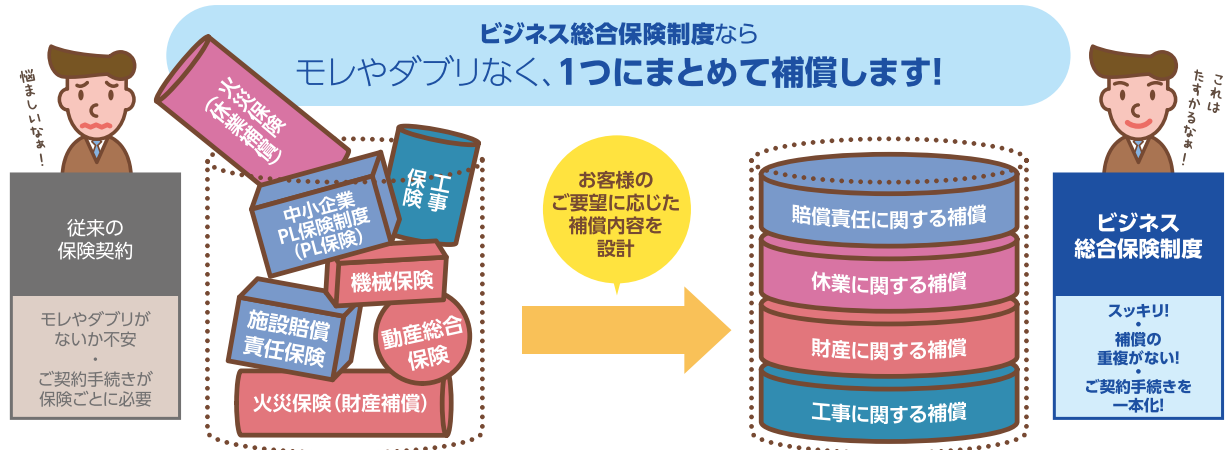 ビジネス総合保険制度なら
モレやダブリなく、1つにまとめて補償します!
悩ましいなぁ!
従来の
保険契約
モレやダブリが
ないか不安
・
ご契約手続きが
保険ごとに必要
火災保険
(休業補償)
中小企業
PL保険制度
(PL保険)
工事
保険
機械保険
施設賠償
責任保険
動産総合
保険
火災保険(財産補償)
お客様の
ご要望に応じた
補償内容を
設計
賠償責任に関する補償
休業に関する補償
財産に関する補償
工事に関する補償
これは
たすかるなぁ!
ビジネス
総合保険制度
スッキリ!
・
補償の
重複がない!
・
ご契約手続きを
一本化!